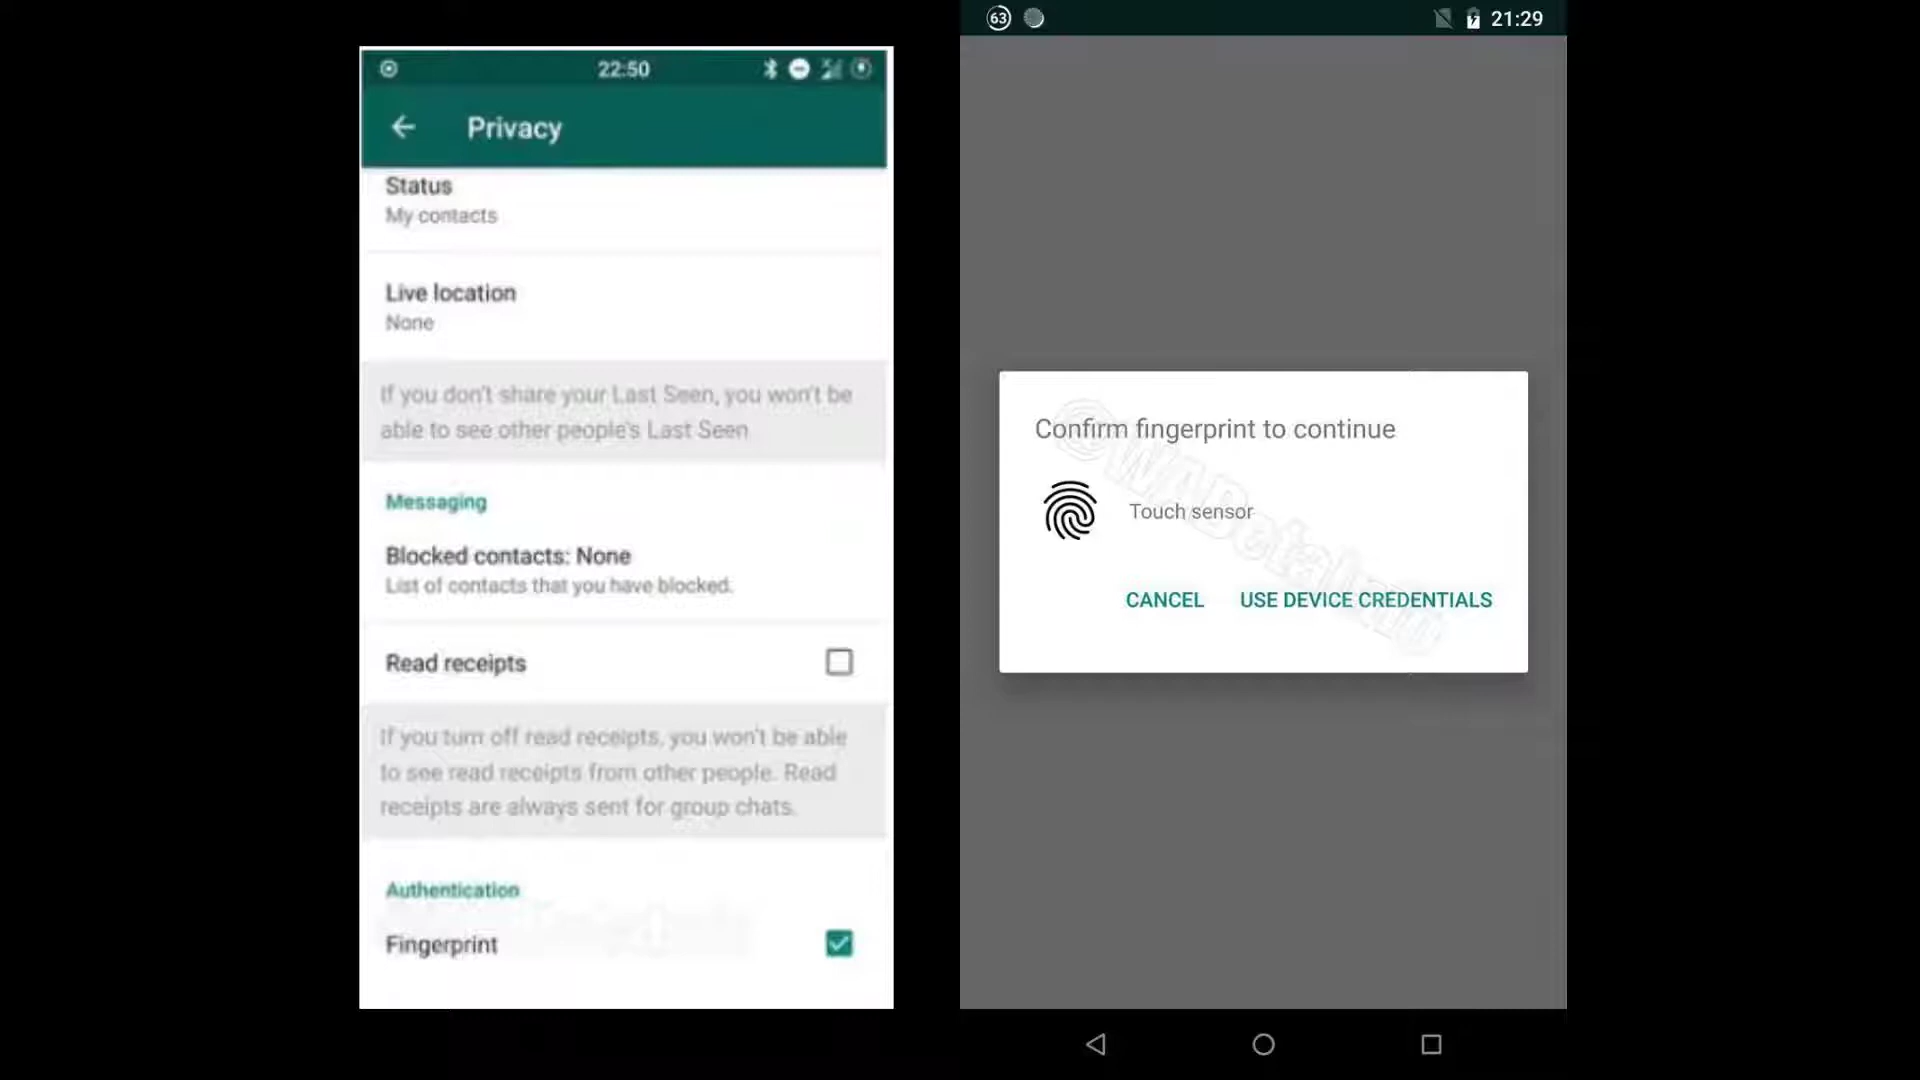 22:50
Privacy
Status
My contacts
Live location
None
If you don't share your Last Seen, you won't be
able to see other people's Last Seen
Messaging
Blocked contacts: None
List of contacts that you have blocked.
Read receipts
If you turn off read receipts, you won't be able
to see read receipts from other people. Read
receipts are always sent for group chats.
Authentication
Fingerprint
63
21:29
Confirm fingerprint to continue
Touch sensor
CANCEL USE DEVICE CREDENTIALS
@WABetaInfo